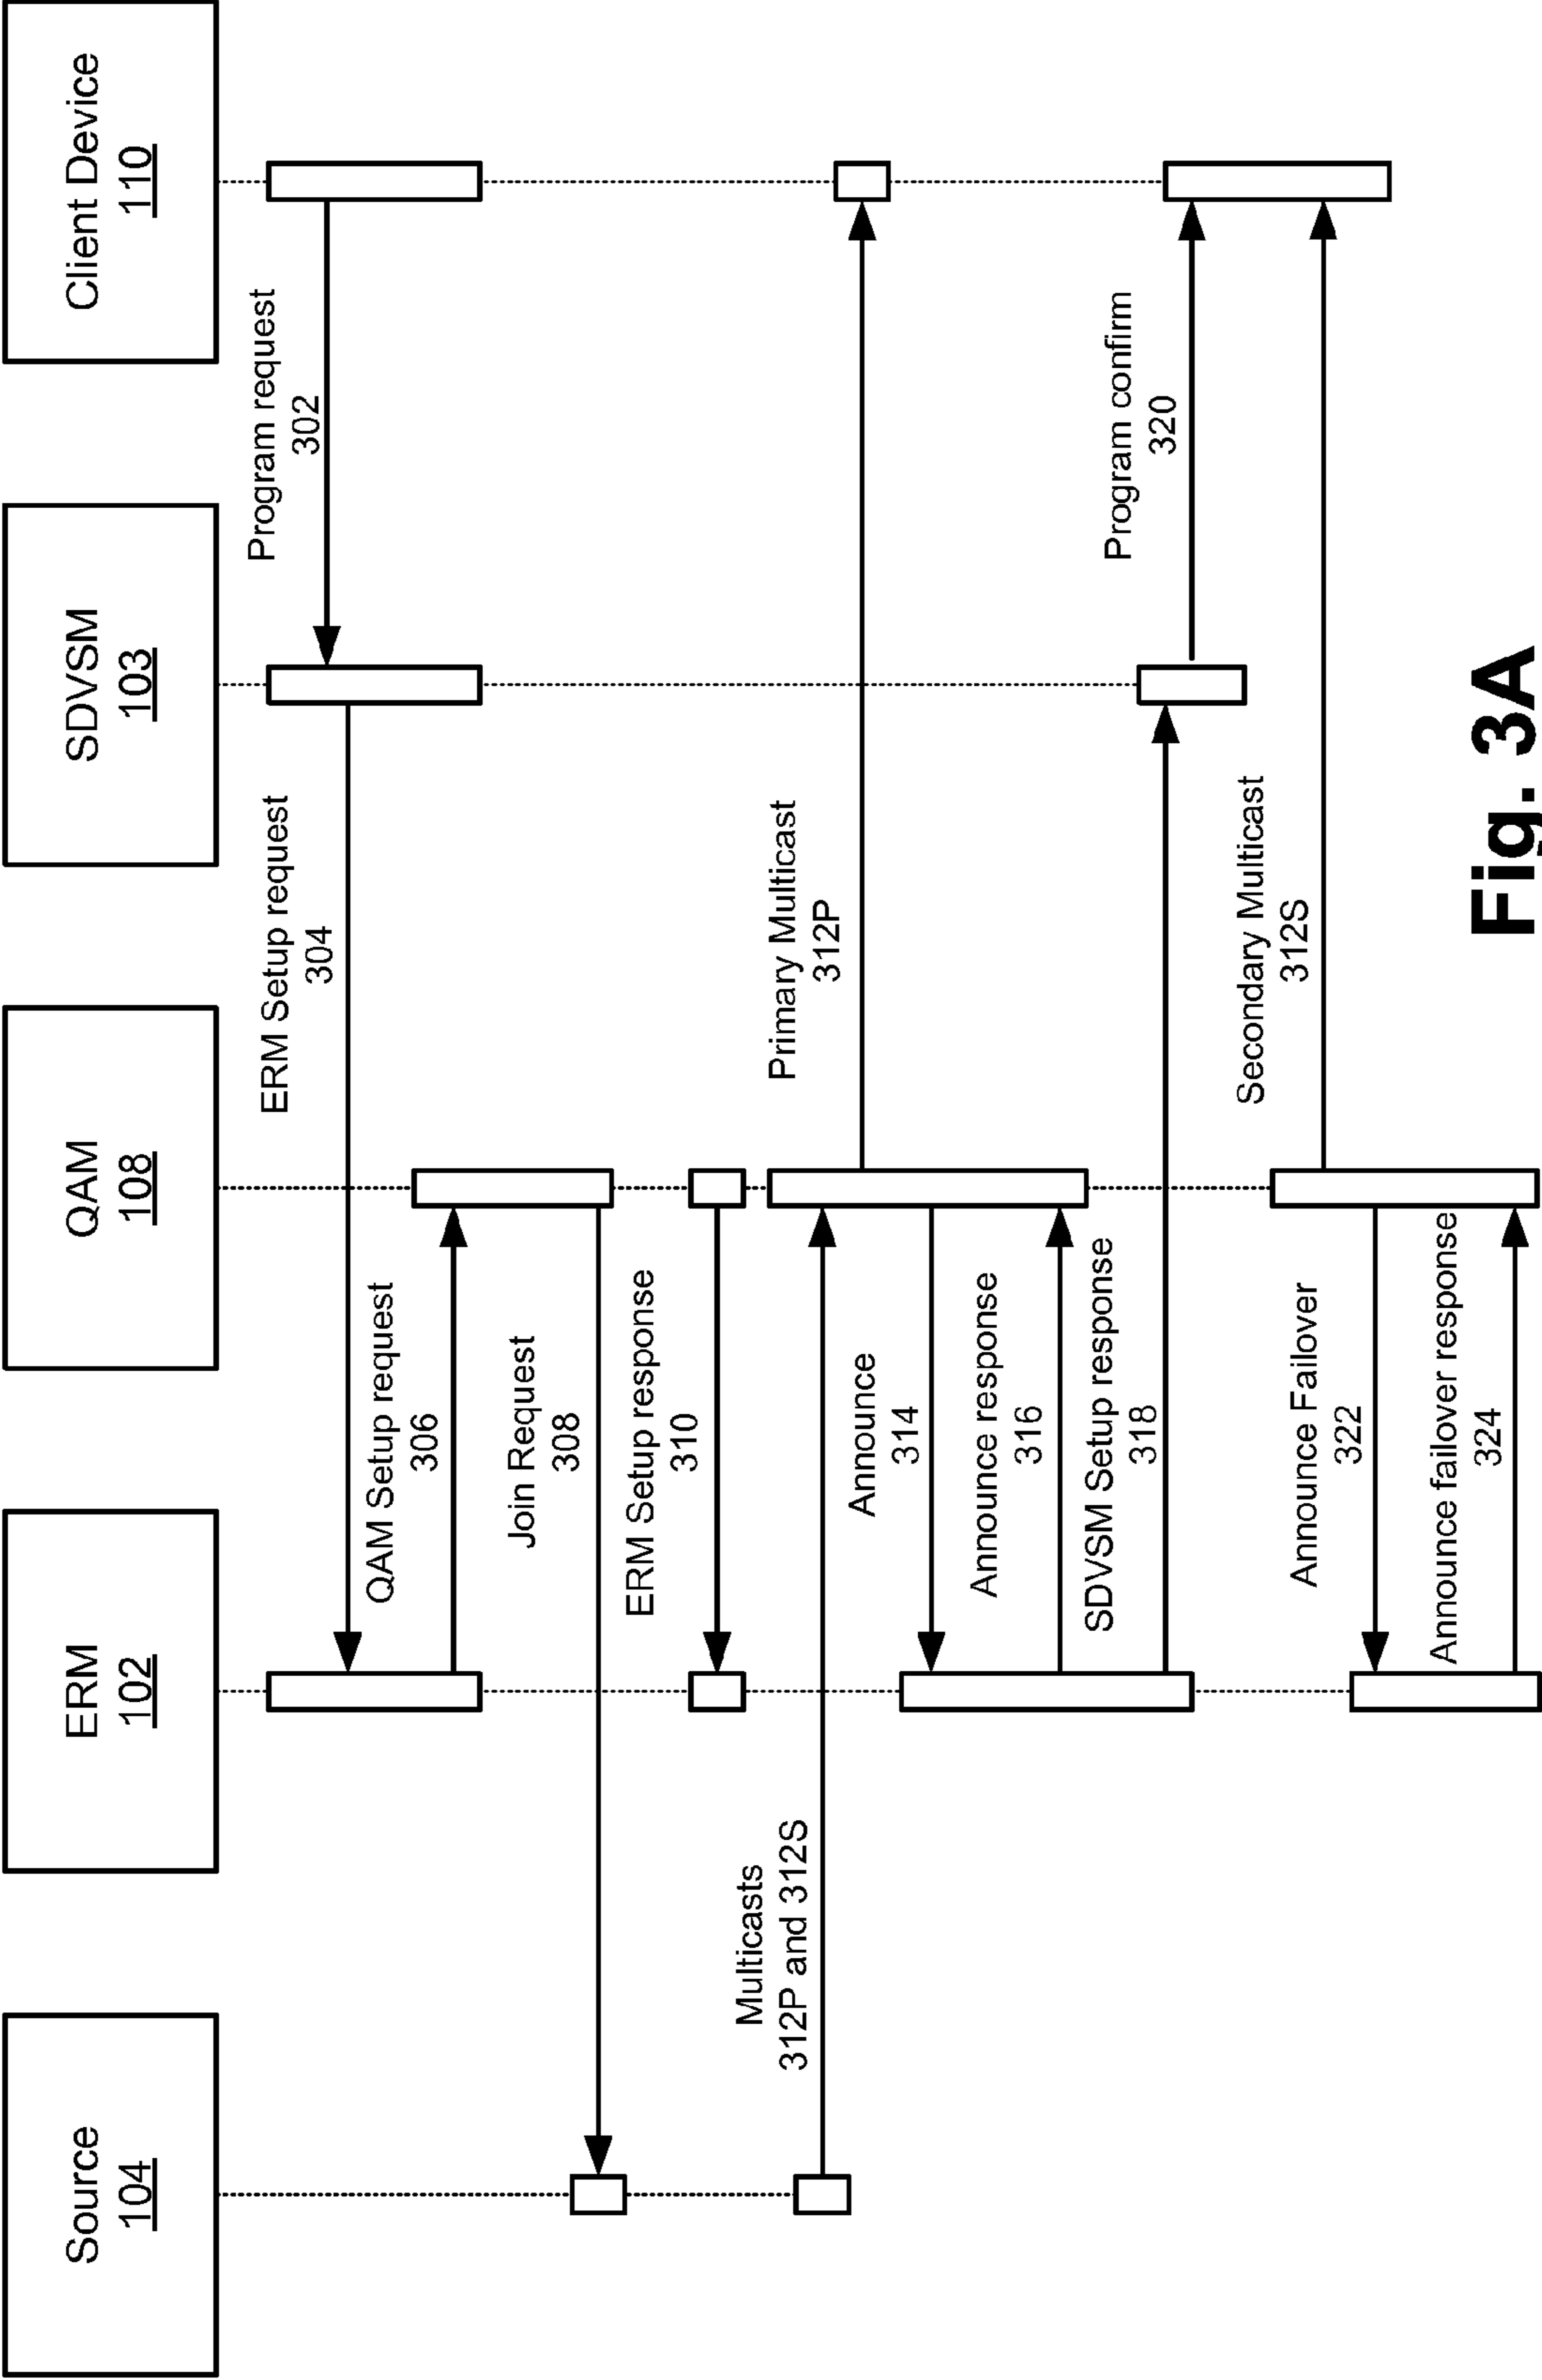 Source
104
ERM
102
QAM
108
SDVSM
103
Client Device
110
Program request
302
ERM Setup request
304
QAM Setup request
306
Join Request
308
ERM Setup response
310
Multicasts
312P and 312S
Primary Multicast
312P
Announce
314
Announce response
316
SDVSM Setup response
318
Program confirm
320
Secondary Multicast
312S
Announce Failover
322
Announce failover response
324
Fig. 3A